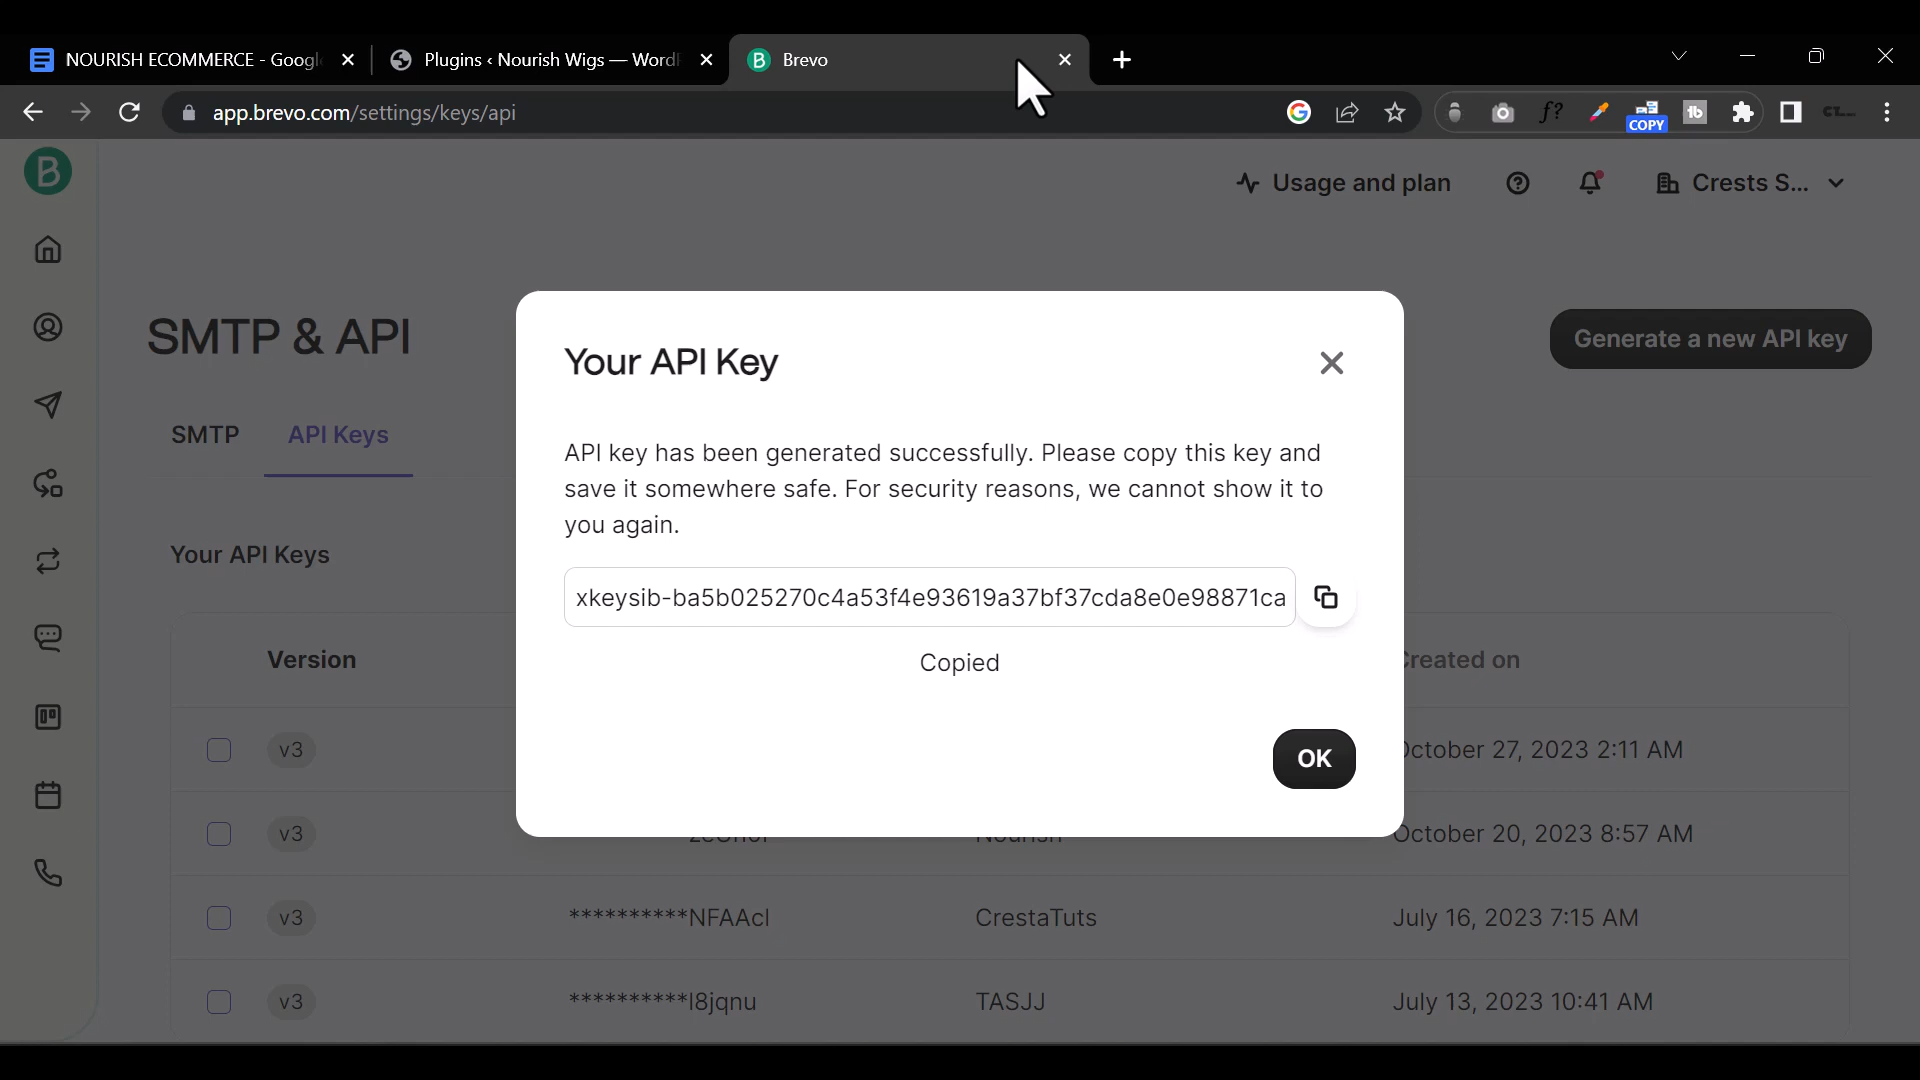 NOURISH ECOMMERCE - Googl
Plugins ‹ Nourish Wigs — WordP
Brevo
app.brevo.com/settings/keys/api
f?
COPY
tb
B
Usage and plan
Crests S...
SMTP & API
Generate a new API key
SMTP
API Keys
Your API Key
API key has been generated successfully. Please copy this key and
save it somewhere safe. For security reasons, we cannot show it to
you again.
xkeysib-ba5b025270c4a53f4e93619a37bf37cda8e0e98871ca
Copied
OK
Your API Keys
Version
Created on
v3
October 27, 2023 2:11 AM
v3
Nourish
October 20, 2023 8:57 AM
v3
**********NFAAcl
CrestaTuts
July 16, 2023 7:15 AM
v3
**********l8jqnu
TASJJ
July 13, 2023 10:41 AM